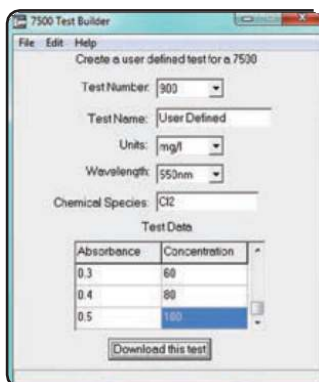 7500 Test Builder
File Edit Help
Create a user defined test for a 7500
Test Number: 900
Test Name: User Defined
Units: mg/l
Wavelength: 550nm
Chemical Species: Cl2
Test Data
Absorbance Concentration
0.3 60
0.4 80
0.5 100
Download this test